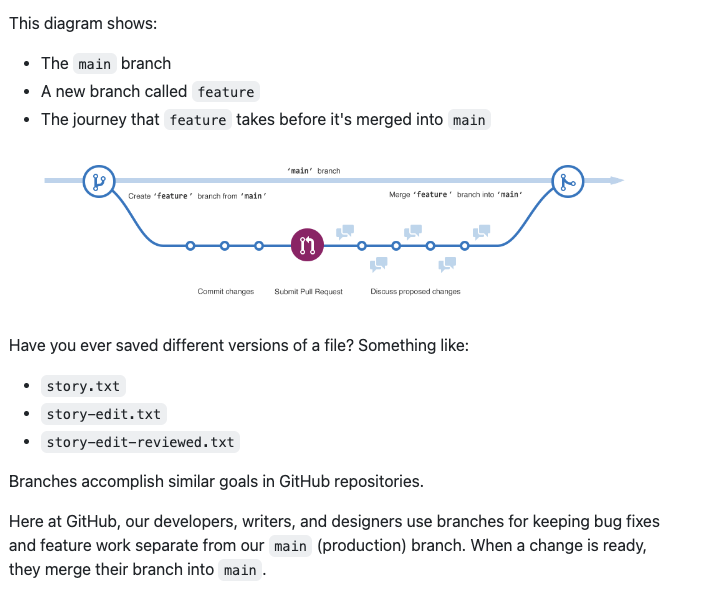 This diagram shows:
• The main branch
• A new branch called feature
• The journey that feature takes before it's merged into main
'main' branch
Create 'feature' branch from 'main'
Merge 'feature' branch into 'main'
Commit changes
Submit Pull Request
Discuss proposed changes
Have you ever saved different versions of a file? Something like:
• story.txt
• story-edit.txt
• story-edit-reviewed.txt
Branches accomplish similar goals in GitHub repositories.
Here at GitHub, our developers, writers, and designers use branches for keeping bug fixes
and feature work separate from our main (production) branch. When a change is ready,
they merge their branch into main.